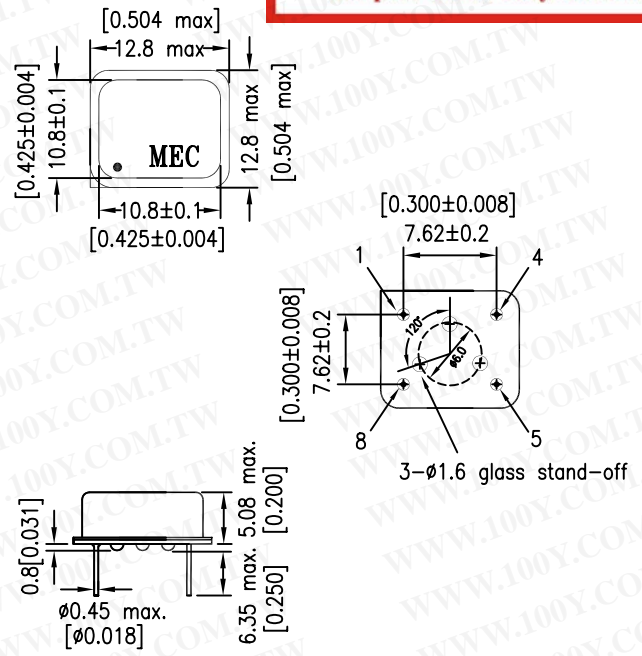 [0.504 max]
12.8 max
[0.425±0.004]
10.8±0.1
12.8 max
[0.504 max]
MEC
10.8±0.1
[0.425±0.004]
[0.300±0.008]
7.62±0.2
1
4
[0.300±0.008]
7.62±0.2
120°
ø6.0
8
5
3-ø1.6 glass stand-off
0.8[0.031]
5.08 max.
[0.200]
6.35 max.
[0.250]
ø0.45 max.
[ø0.018]
WWW.100Y.COM.TW